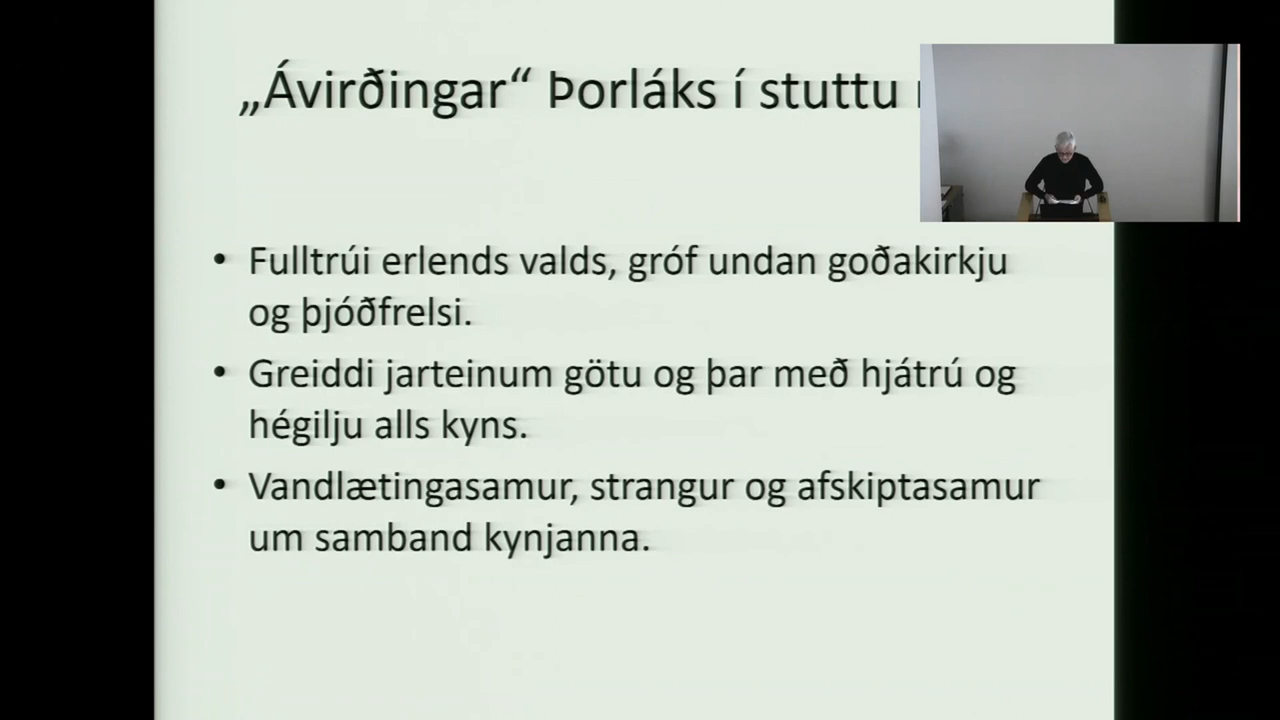 „Ávirðingar“ Þorláks í stuttu
• Fulltrúi erlends valds, gróf undan goðakirkju
og þjóðfrelsi.
• Greiddi jarteinum götu og þar með hjátrú og
hégilju alls kyns.
• Vandlætingasamur, strangur og afskiptasamur
um samband kynjanna.